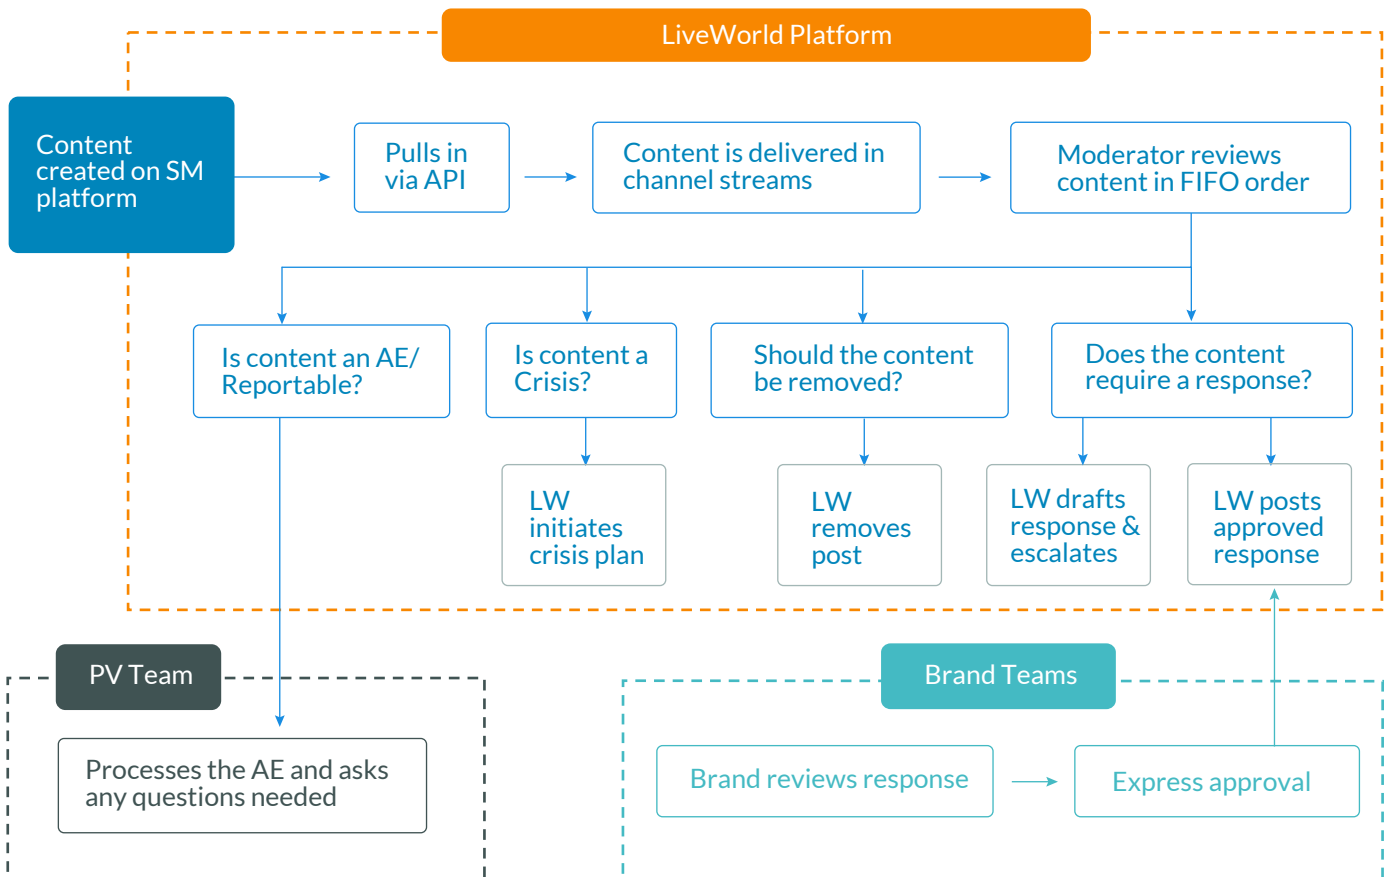 LiveWorld Platform
Content
created on SM
platform
Pulls in
via API
Content is delivered in
channel streams
Moderator reviews
content in FIFO order
Is content an AE/
Reportable?
Is content a
Crisis?
Should the content
be removed?
Does the content
require a response?
LW
initiates
crisis plan
LW
removes
post
LW drafts
response &
escalates
LW posts
approved
response
PV Team
Processes the AE and asks
any questions needed
Brand Teams
Brand reviews response
Express approval